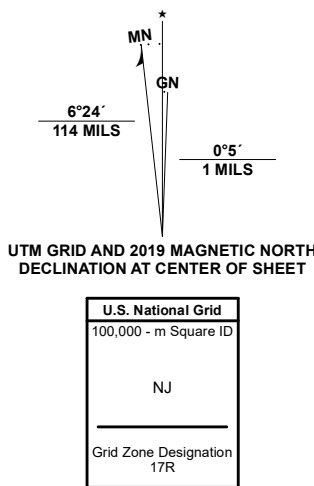 ★
MN
GN
6°24´
114 MILS
0°5´
1 MILS
UTM GRID AND 2019 MAGNETIC NORTH
DECLINATION AT CENTER OF SHEET
U.S. National Grid
100,000 - m Square ID
NJ
Grid Zone Designation
17R